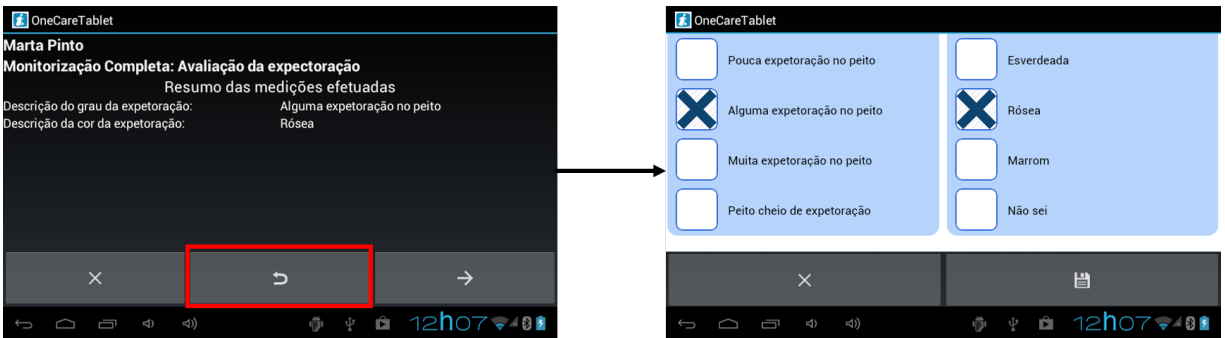 OneCareTablet
Marta Pinto
Monitorização Completa: Avaliação da expectoração
Resumo das medições efetuadas
Descrição do grau da expetoração: Alguma expetoração no peito
Descrição da cor da expetoração: Rósea
12h07
OneCareTablet
Pouca expetoração no peito Esverdeada
Alguma expetoração no peito Rósea
Muita expetoração no peito Marrom
Peito cheio de expetoração Não sei
12h07